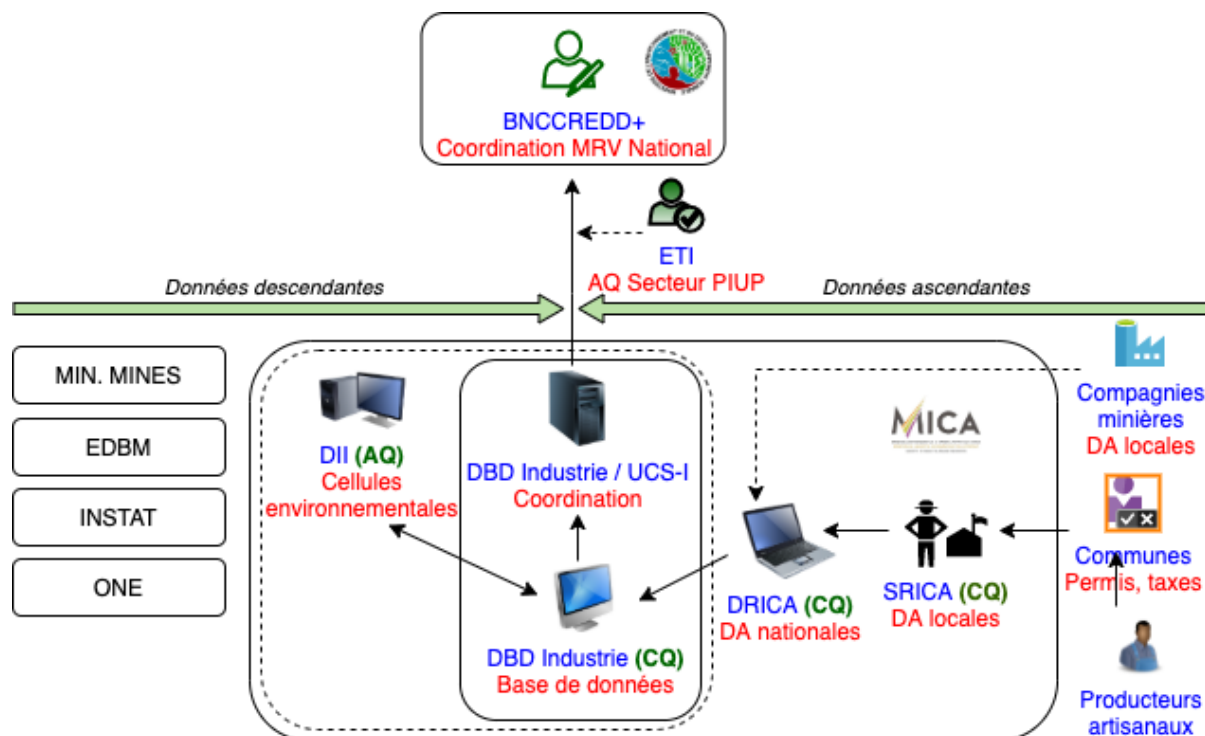 BNCCREDD+
Coordination MRV National
ETI
AQ Secteur PIUP
Données descendantes
Données ascendantes
MIN. MINES
EDBM
INSTAT
ONE
DII (AQ)
Cellules
environnementales
DBD Industrie / UCS-I
Coordination
DBD Industrie (CQ)
Base de données
MICA
DRICA (CQ)
DA nationales
SRICA (CQ)
DA locales
Compagnies
minières
DA locales
Communes
Permis, taxes
Producteurs
artisanaux